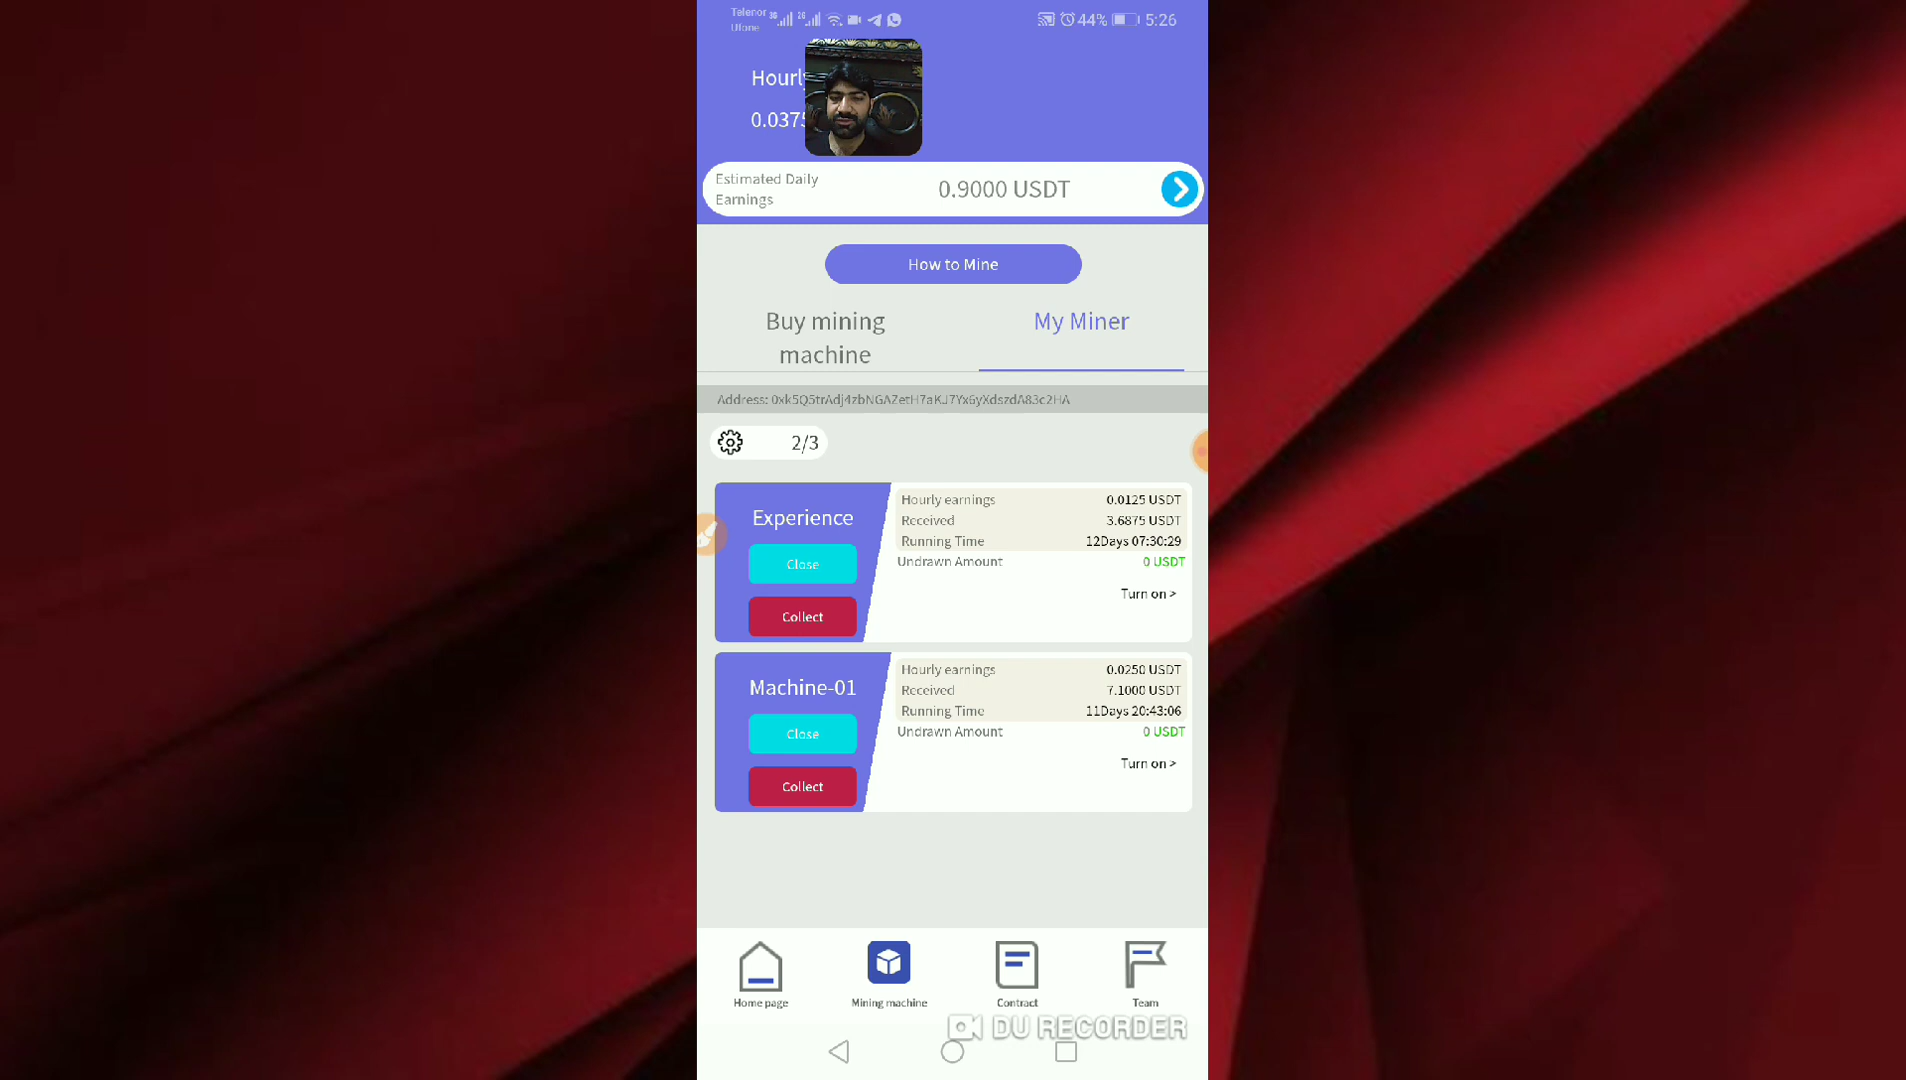 Telenor
Ufone
3G
2G
44%
5:26
Hourly
0.0375
Estimated Daily
Earnings
0.9000 USDT
How to Mine
Buy mining
machine
My Miner
Address: 0xk5Q5trAdj4zbNGAZetH7aKJ7Yx6yXdszdA83c2HA
2/3
Experience
Close
Collect
Hourly earnings 0.0125 USDT
Received 3.6875 USDT
Running Time 12Days 07:30:29
Undrawn Amount 0 USDT
Turn on >
Machine-01
Close
Collect
Hourly earnings 0.0250 USDT
Received 7.1000 USDT
Running Time 11Days 20:43:06
Undrawn Amount 0 USDT
Turn on >
Home page
Mining machine
Contract
Team
DU RECORDER